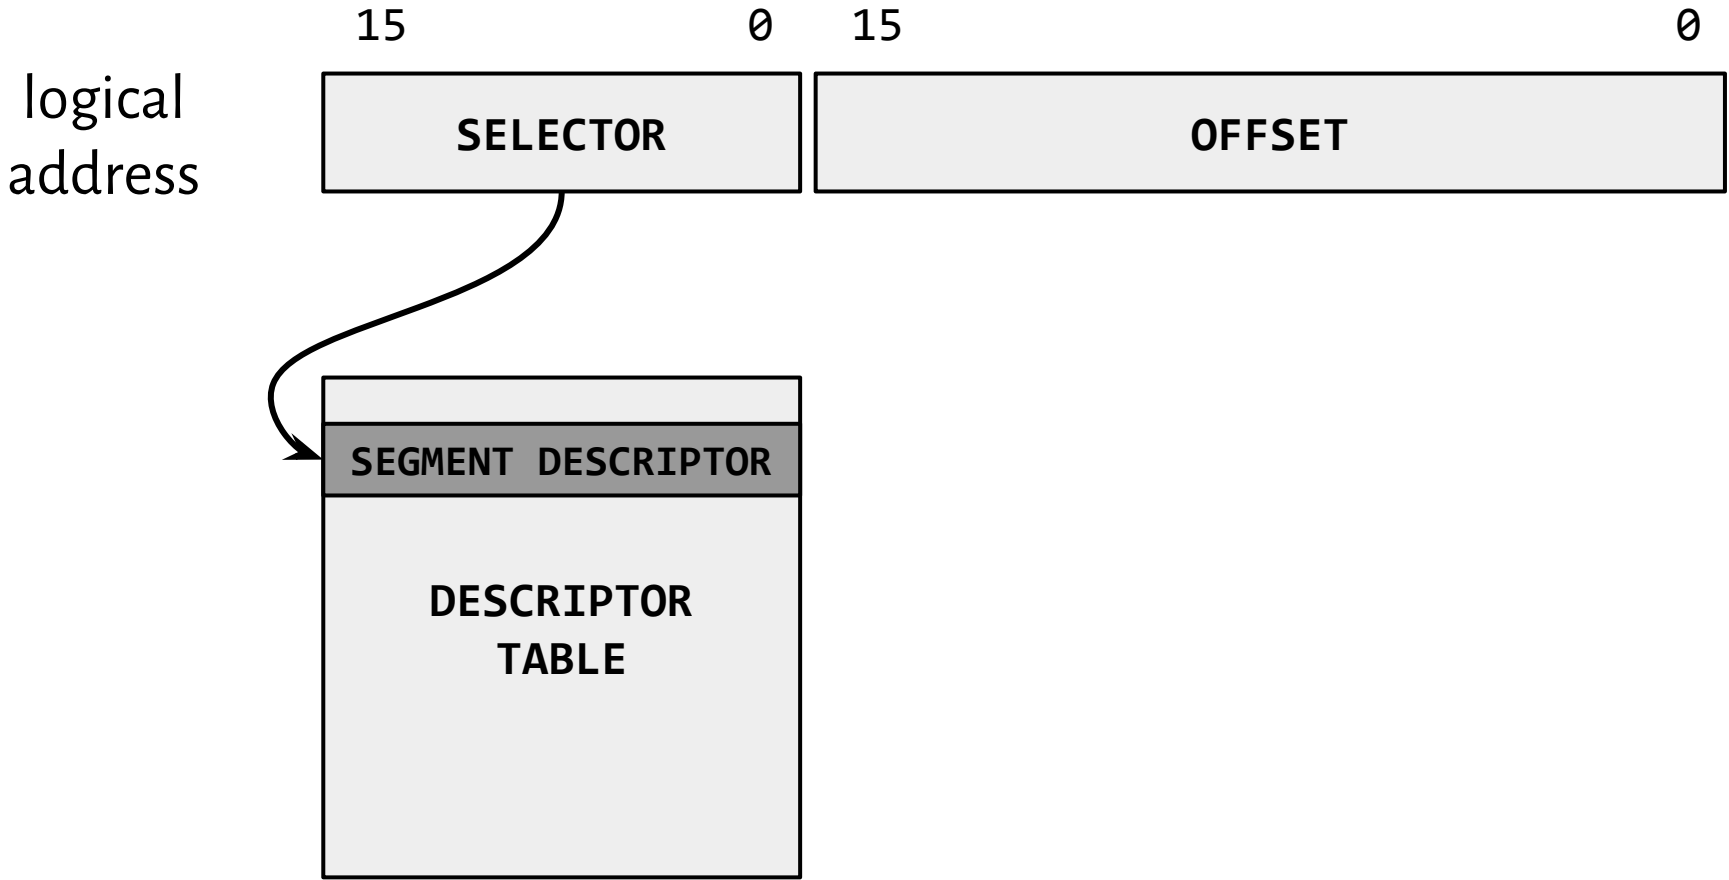 15 0 15 0
logical
address
SELECTOR
OFFSET
SEGMENT DESCRIPTOR
DESCRIPTOR
TABLE